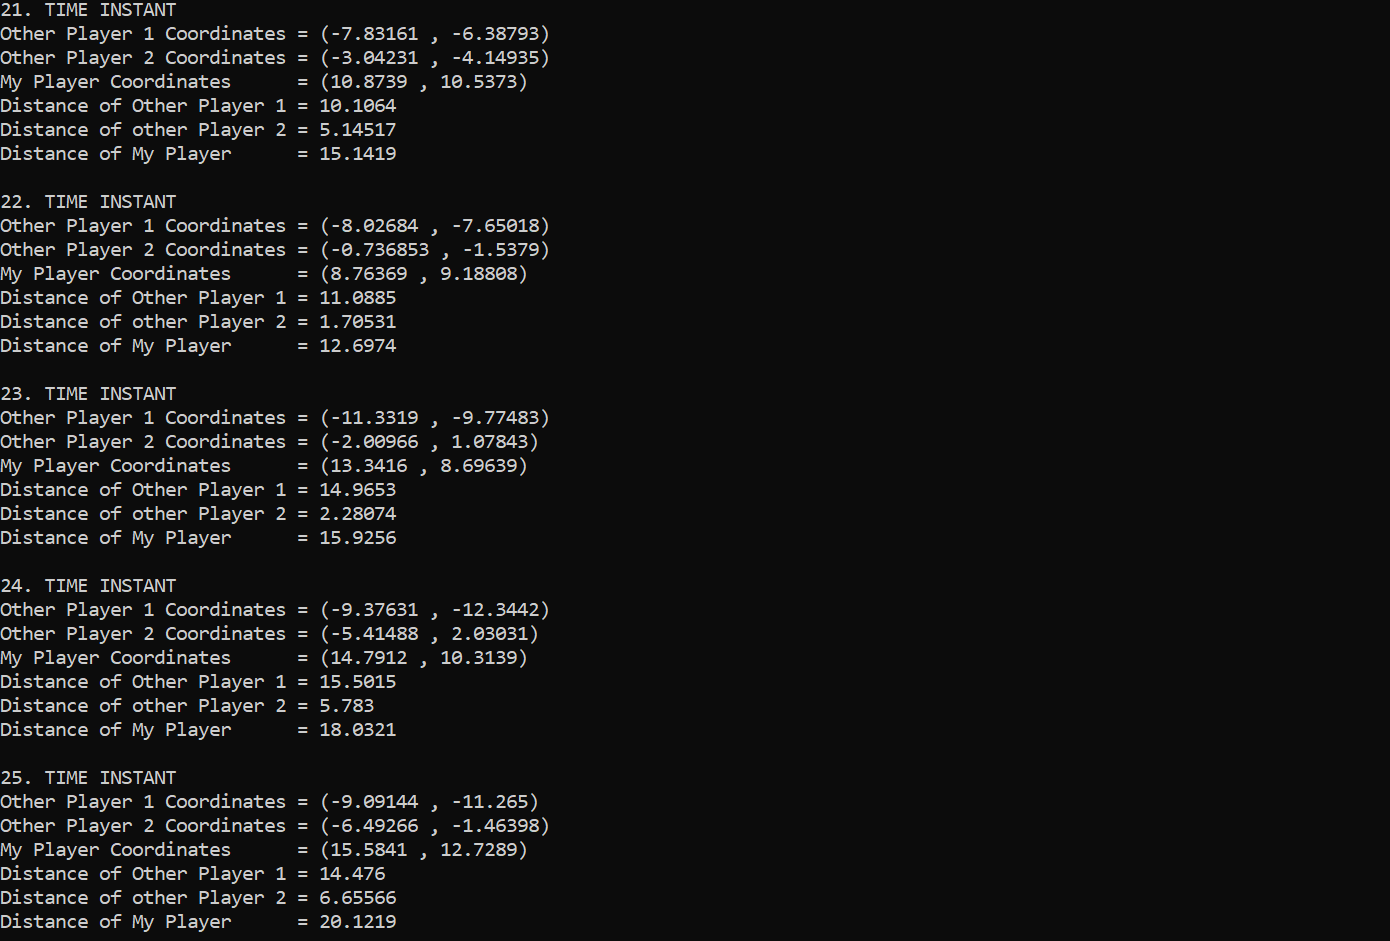 21. TIME INSTANT
Other Player 1 Coordinates = (-7.83161 , -6.38793)
Other Player 2 Coordinates = (-3.04231 , -4.14935)
My Player Coordinates      = (10.8739 , 10.5373)
Distance of Other Player 1 = 10.1064
Distance of other Player 2 = 5.14517
Distance of My Player      = 15.1419

22. TIME INSTANT
Other Player 1 Coordinates = (-8.02684 , -7.65018)
Other Player 2 Coordinates = (-0.736853 , -1.5379)
My Player Coordinates      = (8.76369 , 9.18808)
Distance of Other Player 1 = 11.0885
Distance of other Player 2 = 1.70531
Distance of My Player      = 12.6974

23. TIME INSTANT
Other Player 1 Coordinates = (-11.3319 , -9.77483)
Other Player 2 Coordinates = (-2.00966 , 1.07843)
My Player Coordinates      = (13.3416 , 8.69639)
Distance of Other Player 1 = 14.9653
Distance of other Player 2 = 2.28074
Distance of My Player      = 15.9256

24. TIME INSTANT
Other Player 1 Coordinates = (-9.37631 , -12.3442)
Other Player 2 Coordinates = (-5.41488 , 2.03031)
My Player Coordinates      = (14.7912 , 10.3139)
Distance of Other Player 1 = 15.5015
Distance of other Player 2 = 5.783
Distance of My Player      = 18.0321

25. TIME INSTANT
Other Player 1 Coordinates = (-9.09144 , -11.265)
Other Player 2 Coordinates = (-6.49266 , -1.46398)
My Player Coordinates      = (15.5841 , 12.7289)
Distance of Other Player 1 = 14.476
Distance of other Player 2 = 6.65566
Distance of My Player      = 20.1219